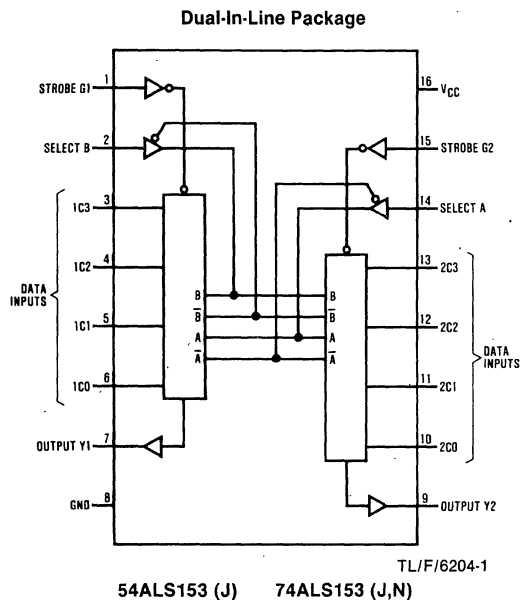 Dual-In-Line Package
STROBE G1
1
SELECT B
2
1C3
3
1C2
4
DATA
INPUTS
1C1
5
1C0
6
OUTPUT Y1
7
GND
8
B
B̅
A
A̅
B
B̅
A
A̅
16
VCC
15
STROBE G2
14
SELECT A
13
2C3
12
2C2
DATA
INPUTS
11
2C1
10
2C0
9
OUTPUT Y2
TL/F/6204-1
54ALS153 (J) 74ALS153 (J,N)